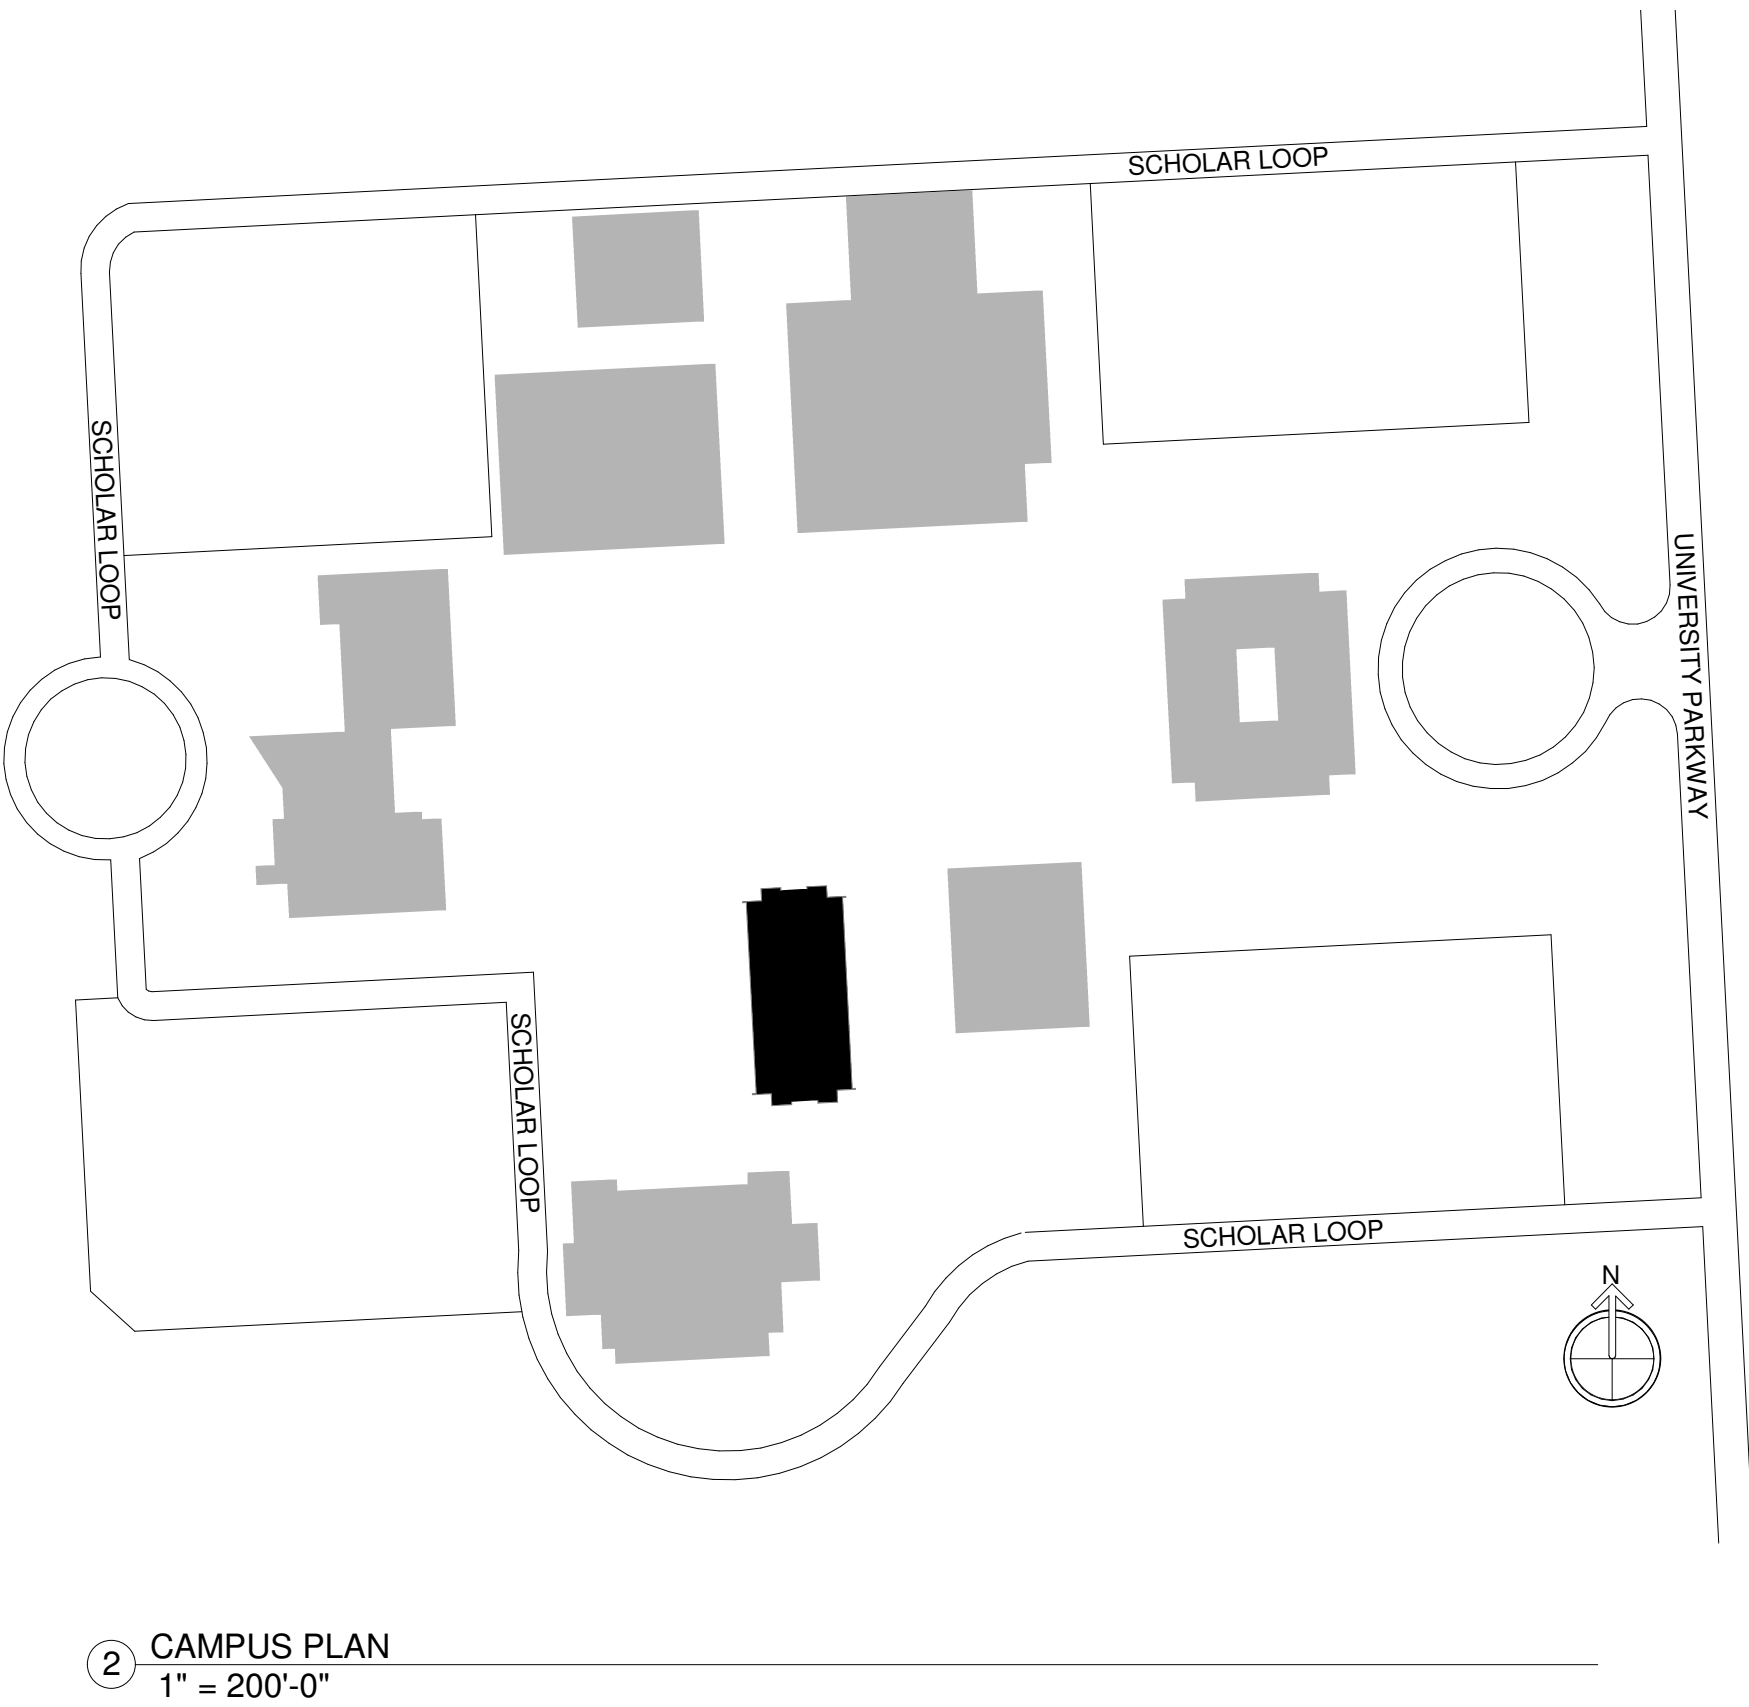 SCHOLAR LOOP
SCHOLAR LOOP
UNIVERSITY PARKWAY
SCHOLAR LOOP
SCHOLAR LOOP
N
2
CAMPUS PLAN
1" = 200'-0"